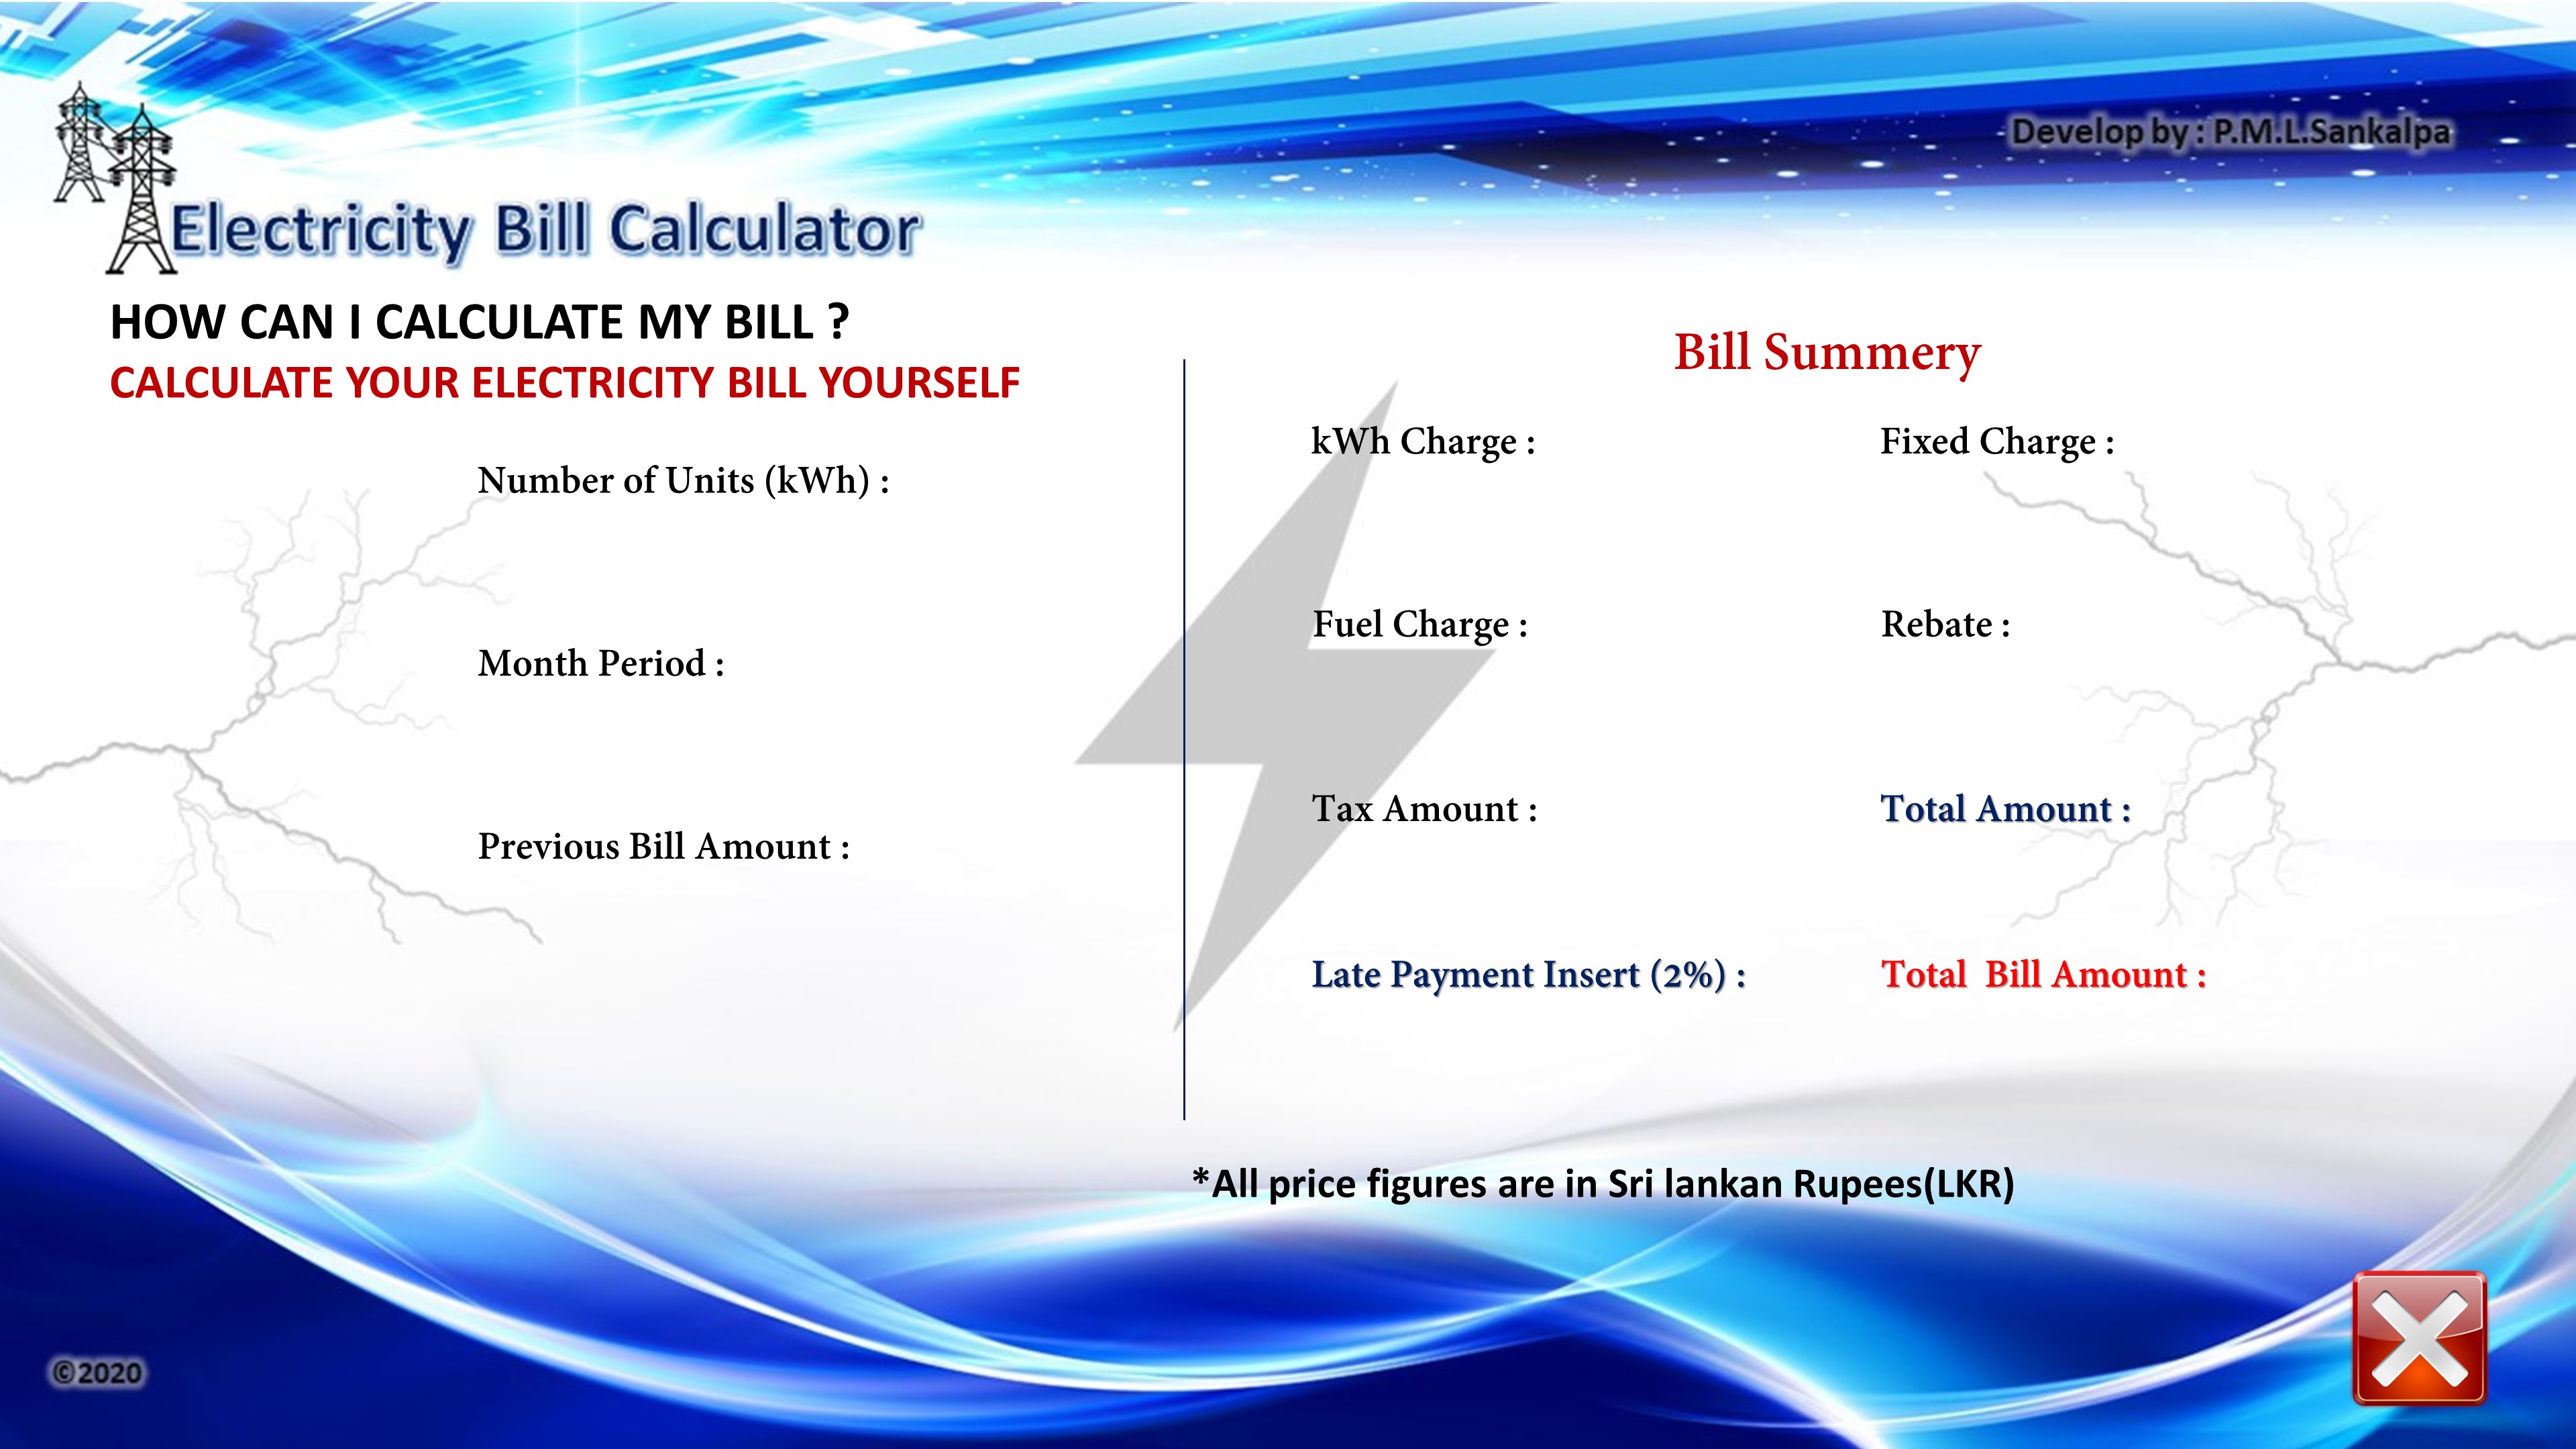 Develop by : P.M.L.Sankalpa
Electricity Bill Calculator
HOW CAN I CALCULATE MY BILL ?
CALCULATE YOUR ELECTRICITY BILL YOURSELF
Number of Units (kWh) :
Month Period :
Previous Bill Amount :
Bill Summery
kWh Charge :
Fixed Charge :
Fuel Charge :
Rebate :
Tax Amount :
Total Amount :
Late Payment Insert (2%) :
Total  Bill Amount :
*All price figures are in Sri lankan Rupees(LKR)
©2020